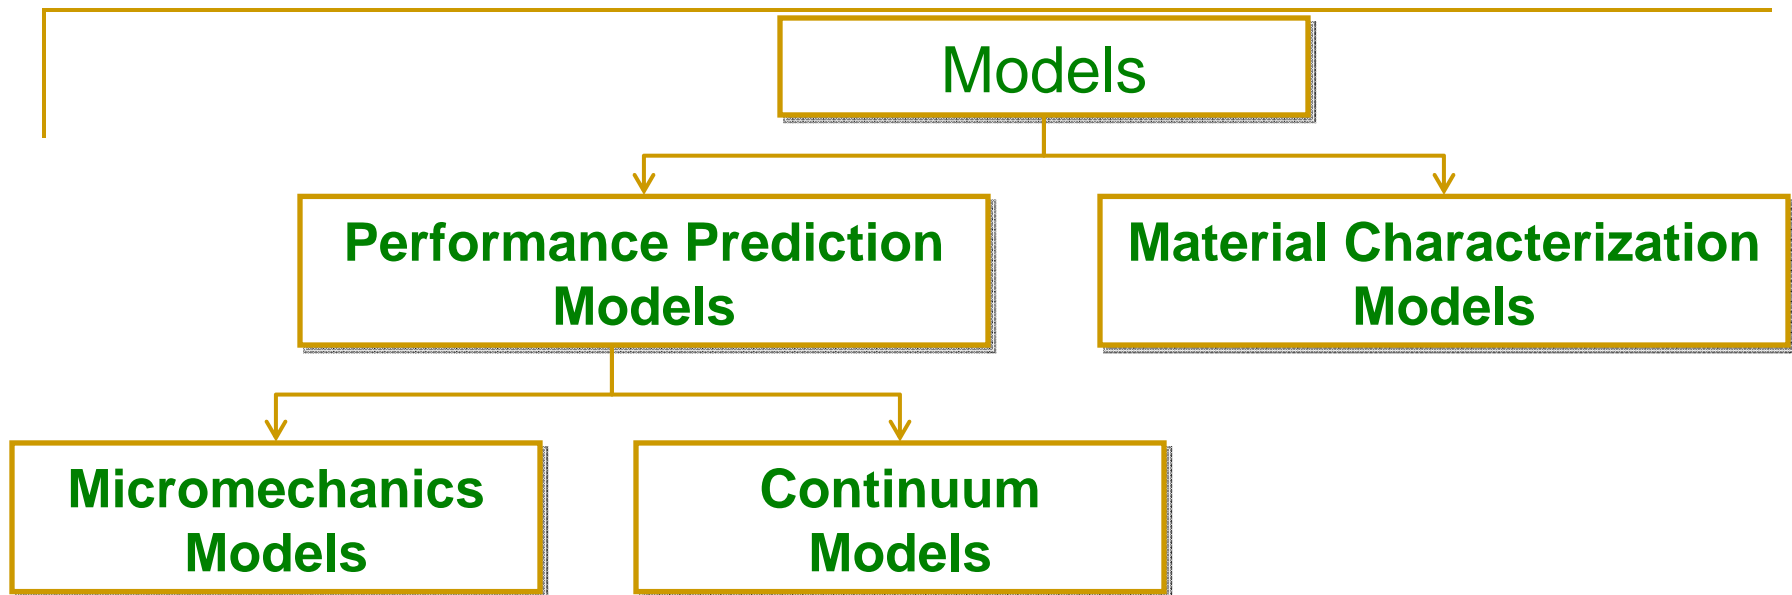 Models
Performance Prediction
Models
Material Characterization
Models
Micromechanics
Models
Continuum
Models